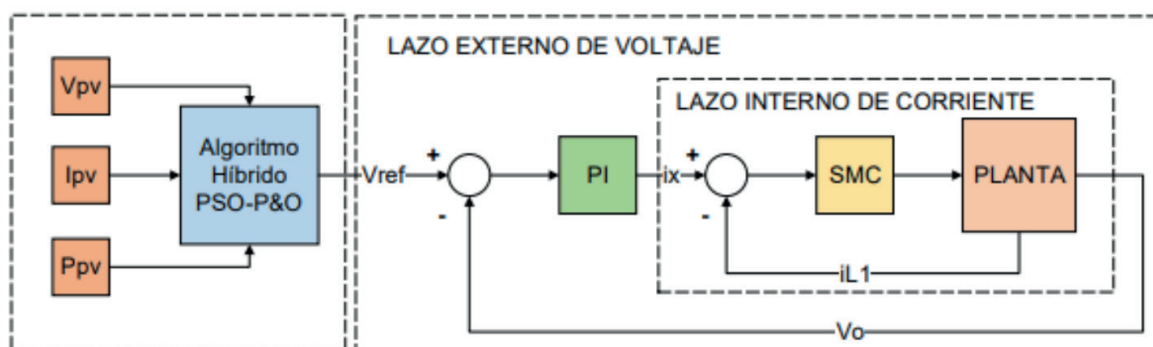 LAZO EXTERNO DE VOLTAJE
Vpv
LAZO INTERNO DE CORRIENTE
Algoritmo
Híbrido
PSO-P&O
Ipv
Vref
+
-
PI
ix
+
-
SMC
PLANTA
Ppv
iL1
Vo